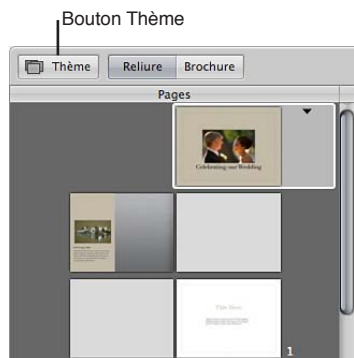 Bouton Thème
Thème Reliure Brochure
Pages
Celebrating our Wedding
1